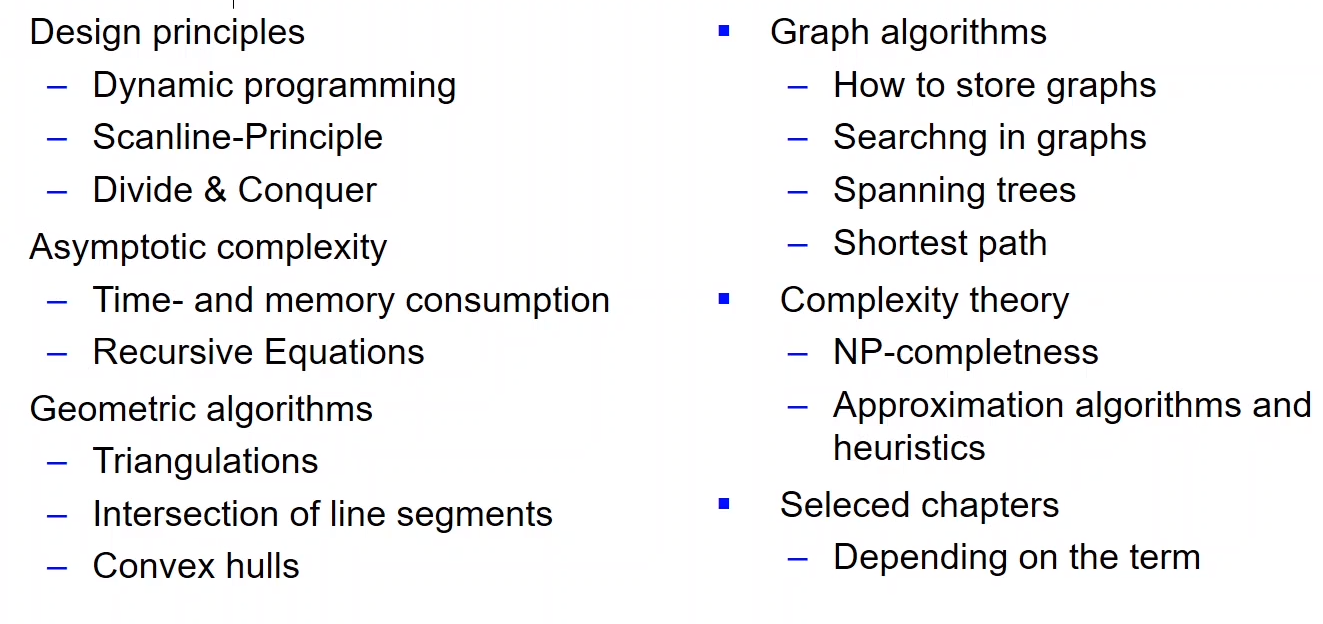 Design principles
– Dynamic programming
– Scanline-Principle
– Divide & Conquer
Asymptotic complexity
– Time- and memory consumption
– Recursive Equations
Geometric algorithms
– Triangulations
– Intersection of line segments
– Convex hulls
▪ Graph algorithms
– How to store graphs
– Searchng in graphs
– Spanning trees
– Shortest path
▪ Complexity theory
– NP-completness
– Approximation algorithms and
heuristics
▪ Seleced chapters
– Depending on the term